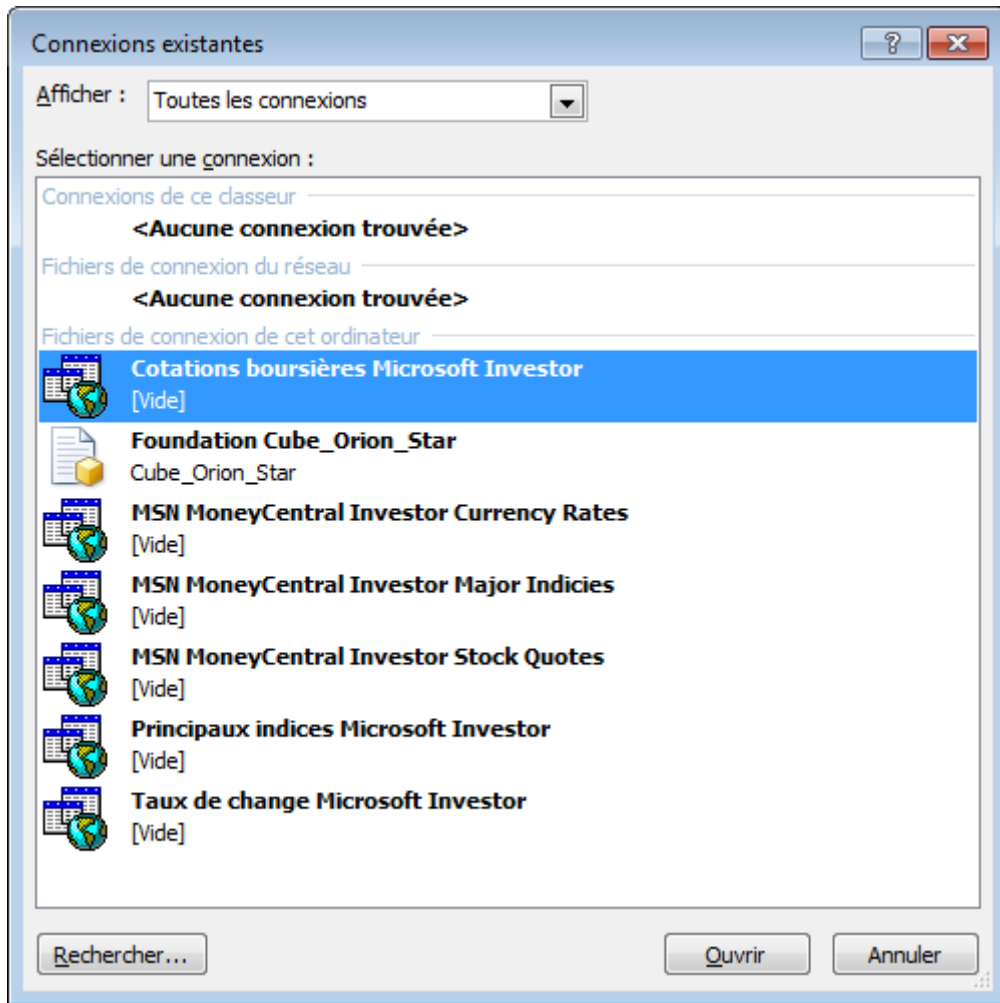 Connexions existantes
Afficher :
Toutes les connexions
Sélectionner une connexion :
Connexions de ce classeur
<Aucune connexion trouvée>
Fichiers de connexion du réseau
<Aucune connexion trouvée>
Fichiers de connexion de cet ordinateur
Cotations boursières Microsoft Investor
[Vide]
Foundation Cube_Orion_Star
Cube_Orion_Star
MSN MoneyCentral Investor Currency Rates
[Vide]
MSN MoneyCentral Investor Major Indicies
[Vide]
MSN MoneyCentral Investor Stock Quotes
[Vide]
Principaux indices Microsoft Investor
[Vide]
Taux de change Microsoft Investor
[Vide]
Rechercher... Ouvrir Annuler